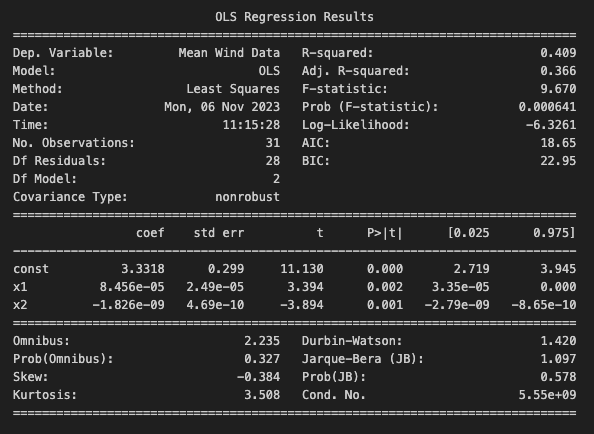 OLS Regression Results
==============================================================================
Dep. Variable: Mean Wind Data R-squared: 0.409
Model: OLS Adj. R-squared: 0.366
Method: Least Squares F-statistic: 9.670
Date: Mon, 06 Nov 2023 Prob (F-statistic): 0.000641
Time: 11:15:28 Log-Likelihood: -6.3261
No. Observations: 31 AIC: 18.65
Df Residuals: 28 BIC: 22.95
Df Model: 2
Covariance Type: nonrobust
==============================================================================
coef std err t P>|t| [0.025 0.975]
------------------------------------------------------------------------------
const 3.3318 0.299 11.130 0.000 2.719 3.945
x1 8.456e-05 2.49e-05 3.394 0.002 3.35e-05 0.000
x2 -1.826e-09 4.69e-10 -3.894 0.001 -2.79e-09 -8.65e-10
==============================================================================
Omnibus: 2.235 Durbin-Watson: 1.420
Prob(Omnibus): 0.327 Jarque-Bera (JB): 1.097
Skew: -0.384 Prob(JB): 0.578
Kurtosis: 3.508 Cond. No. 5.55e+09
==============================================================================